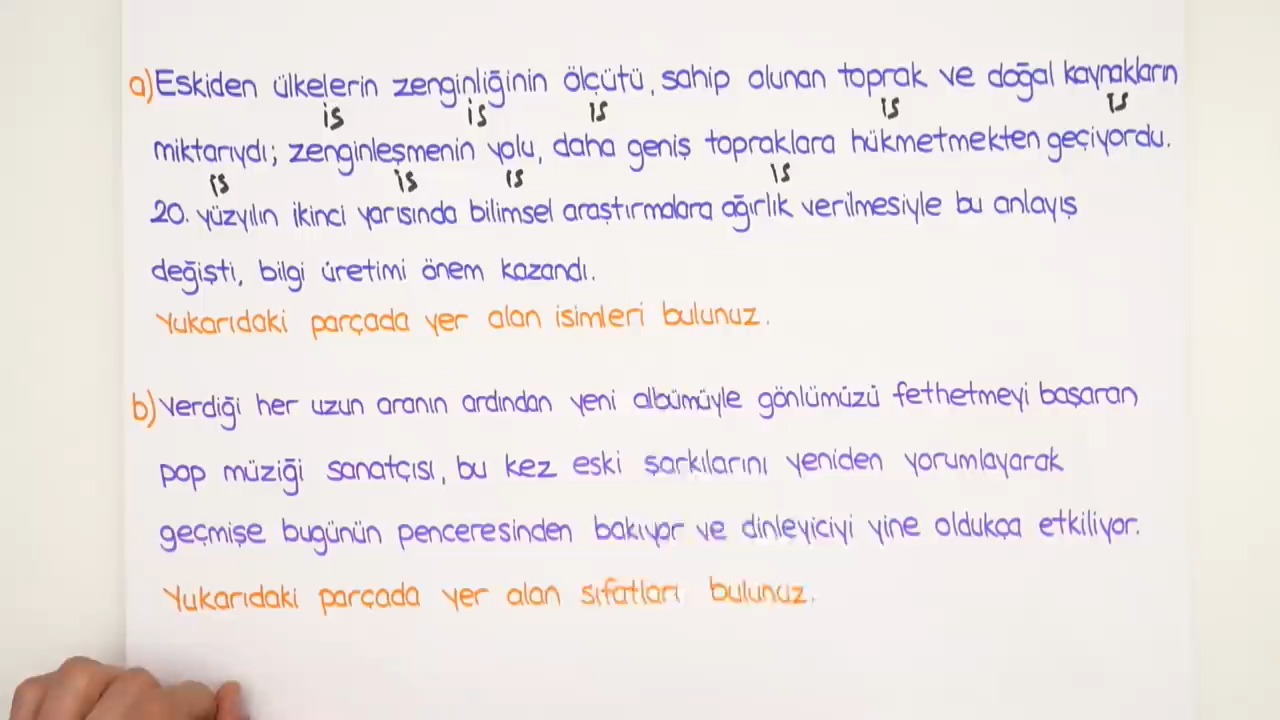 a) Eskiden ülkelerin zenginliğinin ölçütü, sahip olunan toprak ve doğal kaynakların
is is is is is
miktarıydı; zenginleşmenin yolu, daha geniş topraklara hükmetmekten geçiyordu.
is is is is
20. yüzyılın ikinci yarısında bilimsel araştırmalara ağırlık verilmesiyle bu anlayış
değişti, bilgi üretimi önem kazandı.
Yukarıdaki parçada yer alan isimleri bulunuz.
b) Verdiği her uzun aranın ardından yeni albümüyle gönlümüzü fethetmeyi başaran
pop müziği sanatçısı, bu kez eski şarkılarını yeniden yorumlayarak
geçmişe bugünün penceresinden bakıyor ve dinleyiciyi yine oldukça etkiliyor.
Yukarıdaki parçada yer alan sıfatları bulunuz.